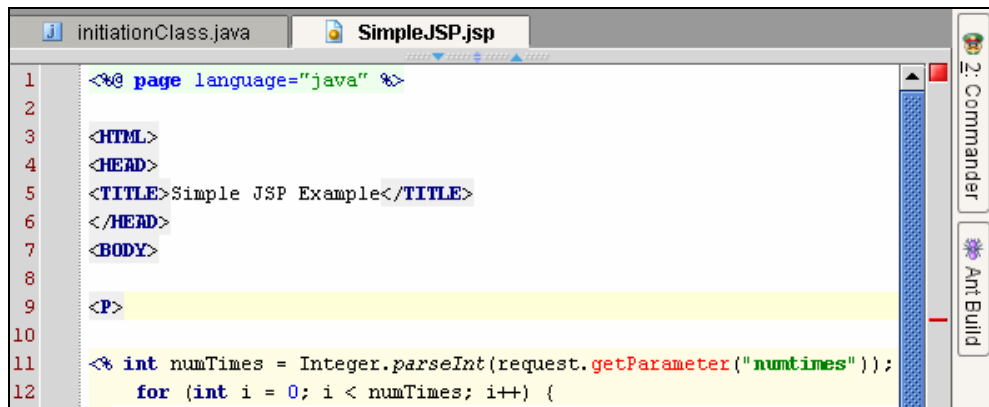 initiationClass.java
SimpleJSP.jsp
1 <%@ page language="java" %>
2
3 <HTML>
4 <HEAD>
5 <TITLE>Simple JSP Example</TITLE>
6 </HEAD>
7 <BODY>
8
9 <P>
10
11 <% int numTimes = Integer.parseInt(request.getParameter("numtimes"));
12 for (int i = 0; i < numTimes; i++) {
2: Commander
Ant Build